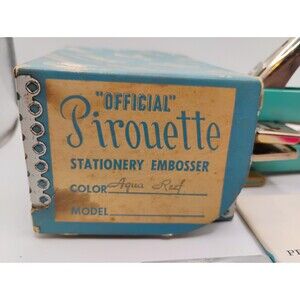 "OFFICIAL"
Pirouette
STATIONERY EMBOSSER
COLOR Aqua Reef
MODEL